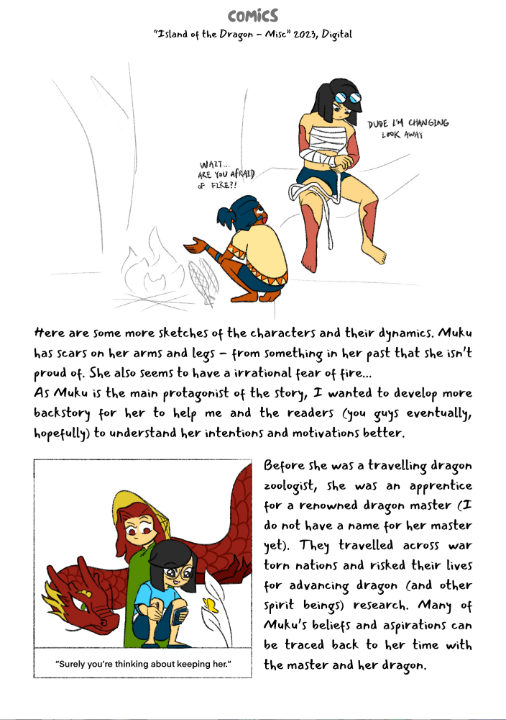 COMICS
"Island of the Dragon – Misc" 2023, Digital
DUDE I'M CHANGING
LOOK AWAY
WAIT...
ARE YOU AFRAID
OF FIRE?!
Here are some more sketches of the characters and their dynamics. Muku
has scars on her arms and legs – from something in her past that she isn't
proud of. She also seems to have a irrational fear of fire...
As Muku is the main protagonist of the story, I wanted to develop more
backstory for her to help me and the readers (you guys eventually,
hopefully) to understand her intentions and motivations better.
Before she was a travelling dragon
zoologist, she was an apprentice
for a renowned dragon master (I
do not have a name for her master
yet). They travelled across war
torn nations and risked their lives
for advancing dragon (and other
spirit beings) research. Many of
Muku's beliefs and aspirations can
be traced back to her time with
the master and her dragon.
"Surely you're thinking about keeping her."